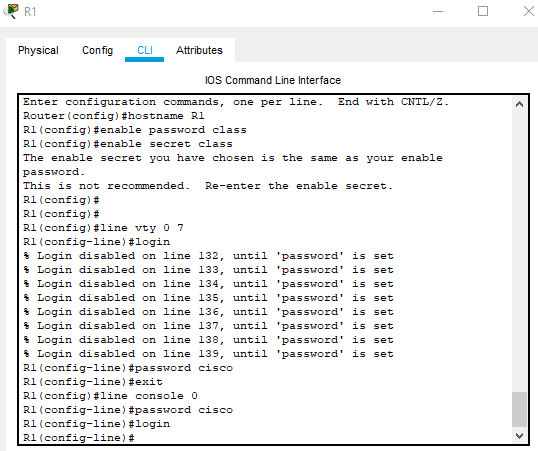 R1
Physical Config CLI Attributes
IOS Command Line Interface
Enter configuration commands, one per line.  End with CNTL/Z.
Router(config)#hostname R1
R1(config)#enable password class
R1(config)#enable secret class
The enable secret you have chosen is the same as your enable
password.
This is not recommended.  Re-enter the enable secret.
R1(config)#
R1(config)#
R1(config)#line vty 0 7
R1(config-line)#login
% Login disabled on line 132, until 'password' is set
% Login disabled on line 133, until 'password' is set
% Login disabled on line 134, until 'password' is set
% Login disabled on line 135, until 'password' is set
% Login disabled on line 136, until 'password' is set
% Login disabled on line 137, until 'password' is set
% Login disabled on line 138, until 'password' is set
% Login disabled on line 139, until 'password' is set
R1(config-line)#password cisco
R1(config-line)#exit
R1(config)#line console 0
R1(config-line)#password cisco
R1(config-line)#login
R1(config-line)#